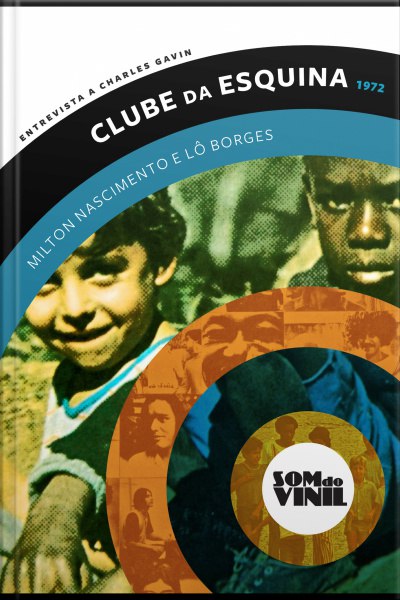 ENTREVISTA A CHARLES GAVIN
CLUBE DA ESQUINA 1972
MILTON NASCIMENTO E LÔ BORGES
SOM do
VINIL